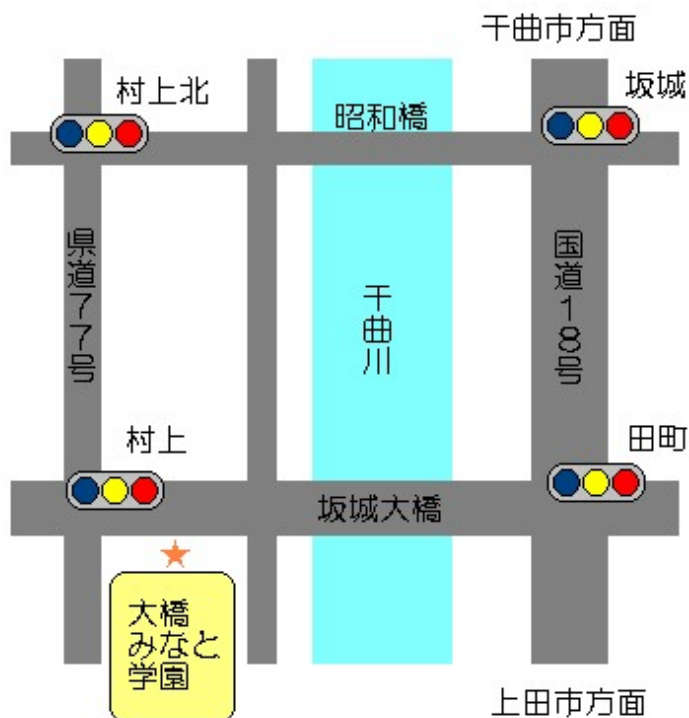 千曲市方面
村上北
坂城
昭和橋
県道77号
千曲川
国道18号
村上
田町
坂城大橋
★
大橋
みなと
学園
上田市方面